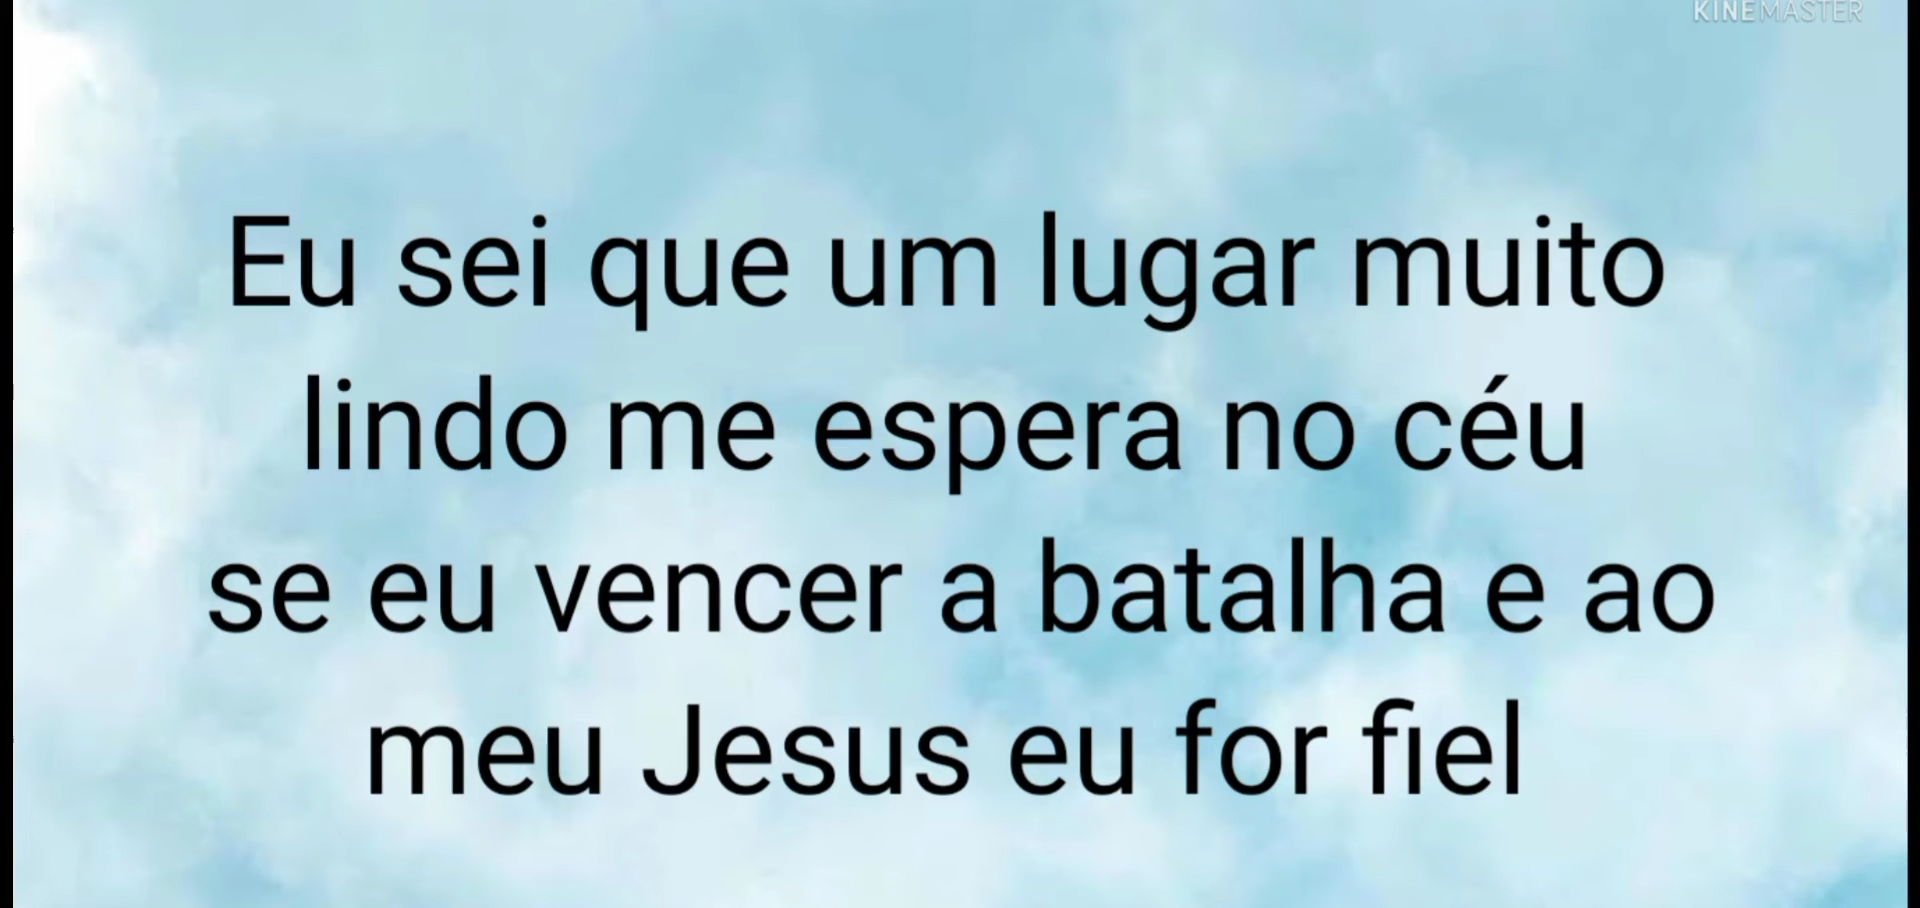 KINEMASTER
Eu sei que um lugar muito
lindo me espera no céu
se eu vencer a batalha e ao
meu Jesus eu for fiel